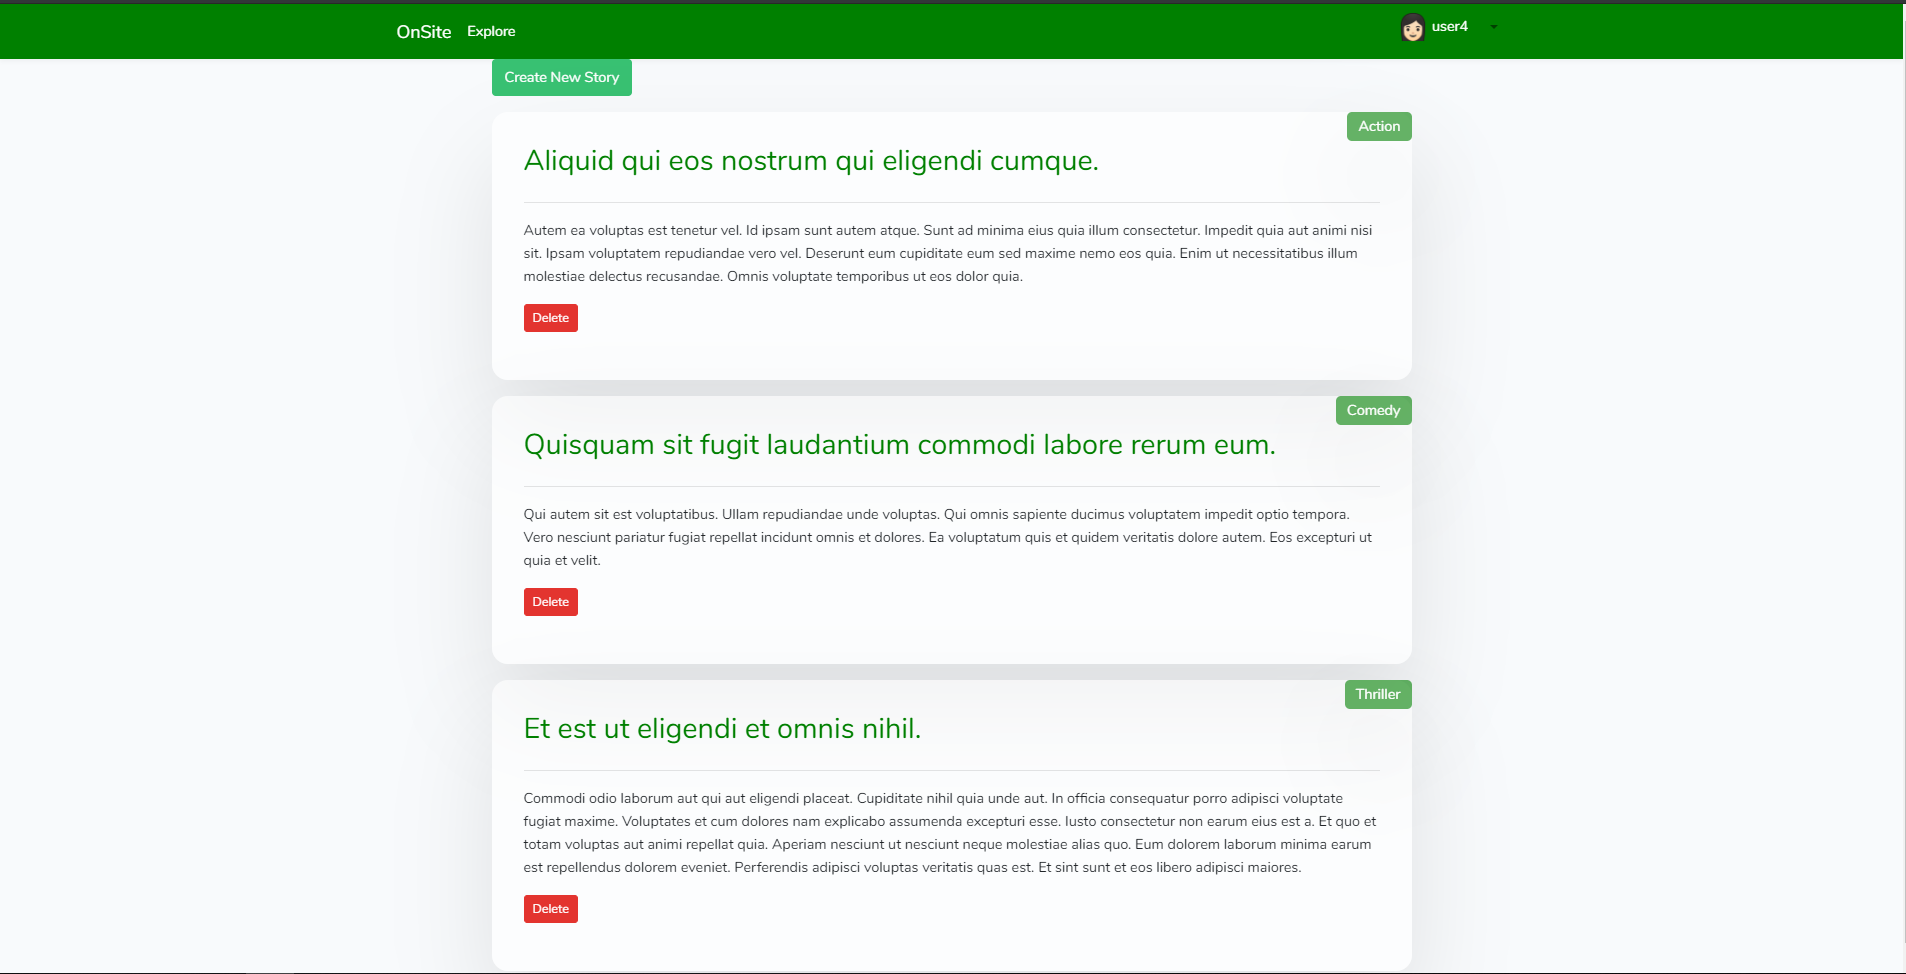 OnSite Explore user4
Create New Story
Action
Aliquid qui eos nostrum qui eligendi cumque.
Autem ea voluptas est tenetur vel. Id ipsam sunt autem atque. Sunt ad minima eius quia illum consectetur. Impedit quia aut animi nisi
sit. Ipsam voluptatem repudiandae vero vel. Deserunt eum cupiditate eum sed maxime nemo eos quia. Enim ut necessitatibus illum
molestiae delectus recusandae. Omnis voluptate temporibus ut eos dolor quia.
Delete
Comedy
Quisquam sit fugit laudantium commodi labore rerum eum.
Qui autem sit est voluptatibus. Ullam repudiandae unde voluptas. Qui omnis sapiente ducimus voluptatem impedit optio tempora.
Vero nesciunt pariatur fugiat repellat incidunt omnis et dolores. Ea voluptatum quis et quidem veritatis dolore autem. Eos excepturi ut
quia et velit.
Delete
Thriller
Et est ut eligendi et omnis nihil.
Commodi odio laborum aut qui aut eligendi placeat. Cupiditate nihil quia unde aut. In officia consequatur porro adipisci voluptate
fugiat maxime. Voluptates et cum dolores nam explicabo assumenda excepturi esse. Iusto consectetur non earum eius est a. Et quo et
totam voluptas aut animi repellat quia. Aperiam nesciunt ut nesciunt neque molestiae alias quo. Eum dolorem laborum minima earum
est repellendus dolorem eveniet. Perferendis adipisci voluptas veritatis quas est. Et sint sunt et eos libero adipisci maiores.
Delete